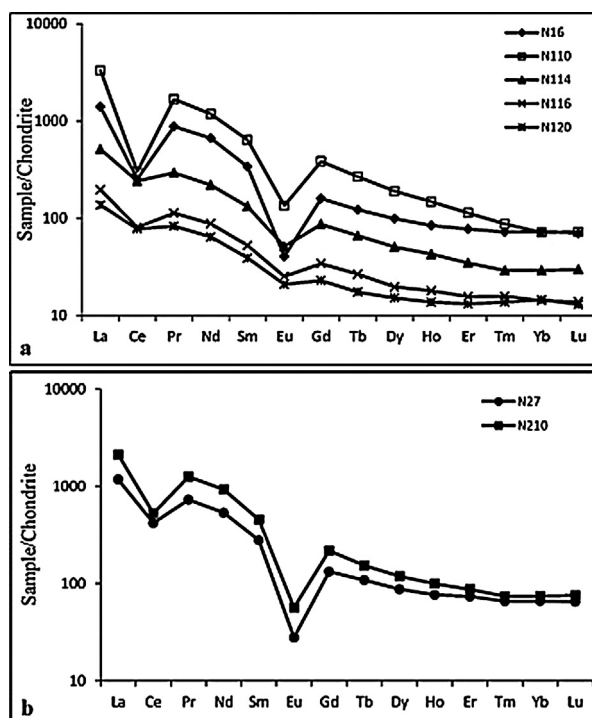 10000
1000
100
10
Sample/Chondrite
N16
N110
N114
N116
N120
La Ce Pr Nd Sm Eu Gd Tb Dy Ho Er Tm Yb Lu
a
10000
1000
100
10
Sample/Chondrite
N27
N210
La Ce Pr Nd Sm Eu Gd Tb Dy Ho Er Tm Yb Lu
b